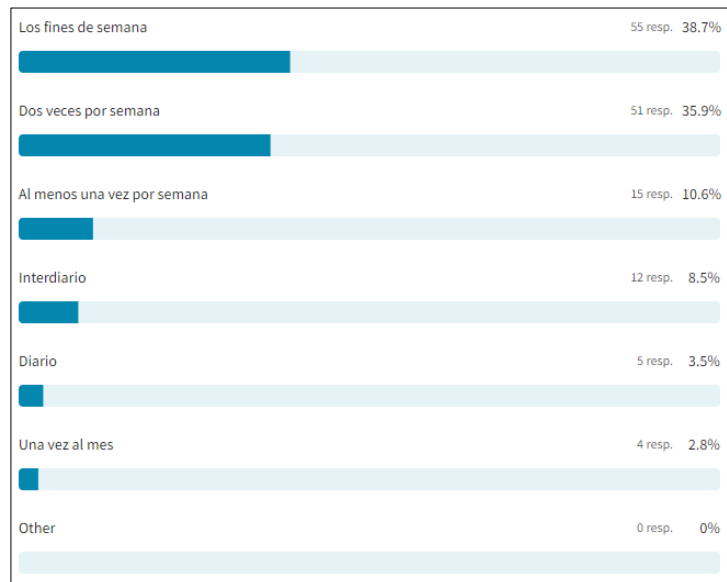 Los fines de semana 55 resp. 38.7%
Dos veces por semana 51 resp. 35.9%
Al menos una vez por semana 15 resp. 10.6%
Interdiario 12 resp. 8.5%
Diario 5 resp. 3.5%
Una vez al mes 4 resp. 2.8%
Other 0 resp. 0%